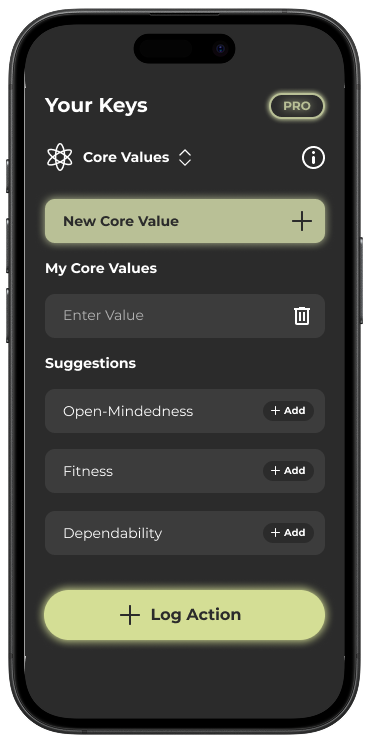 Your Keys
PRO
Core Values
New Core Value
My Core Values
Enter Value
Suggestions
Open-Mindedness
+ Add
Fitness
+ Add
Dependability
+ Add
+ Log Action